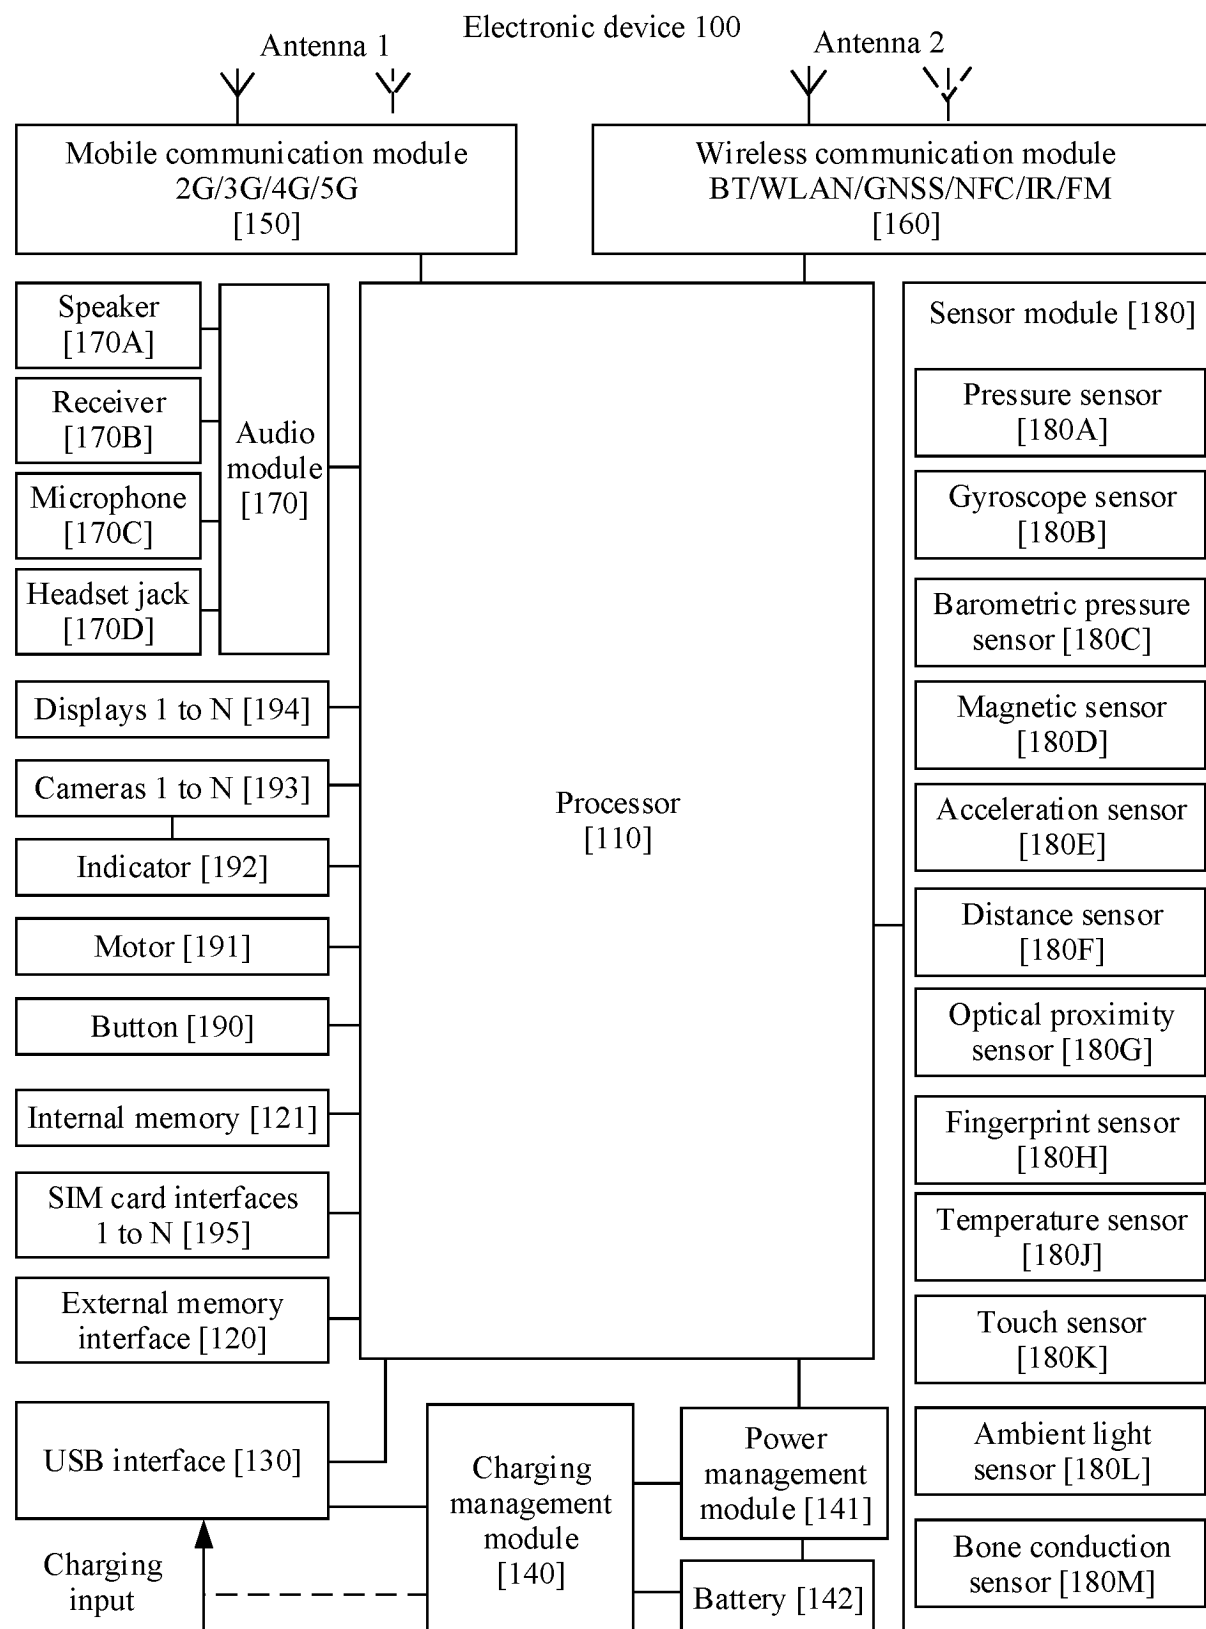 Electronic device 100
Antenna 1
Antenna 2
Mobile communication module
2G/3G/4G/5G
[150]
Wireless communication module
BT/WLAN/GNSS/NFC/IR/FM
[160]
Speaker
[170A]
Receiver
[170B]
Microphone
[170C]
Headset jack
[170D]
Audio
module
[170]
Displays 1 to N [194]
Cameras 1 to N [193]
Indicator [192]
Motor [191]
Button [190]
Internal memory [121]
SIM card interfaces
1 to N [195]
External memory
interface [120]
USB interface [130]
Charging
input
Processor
[110]
Charging
management
module
[140]
Power
management
module [141]
Battery [142]
Sensor module [180]
Pressure sensor
[180A]
Gyroscope sensor
[180B]
Barometric pressure
sensor [180C]
Magnetic sensor
[180D]
Acceleration sensor
[180E]
Distance sensor
[180F]
Optical proximity
sensor [180G]
Fingerprint sensor
[180H]
Temperature sensor
[180J]
Touch sensor
[180K]
Ambient light
sensor [180L]
Bone conduction
sensor [180M]